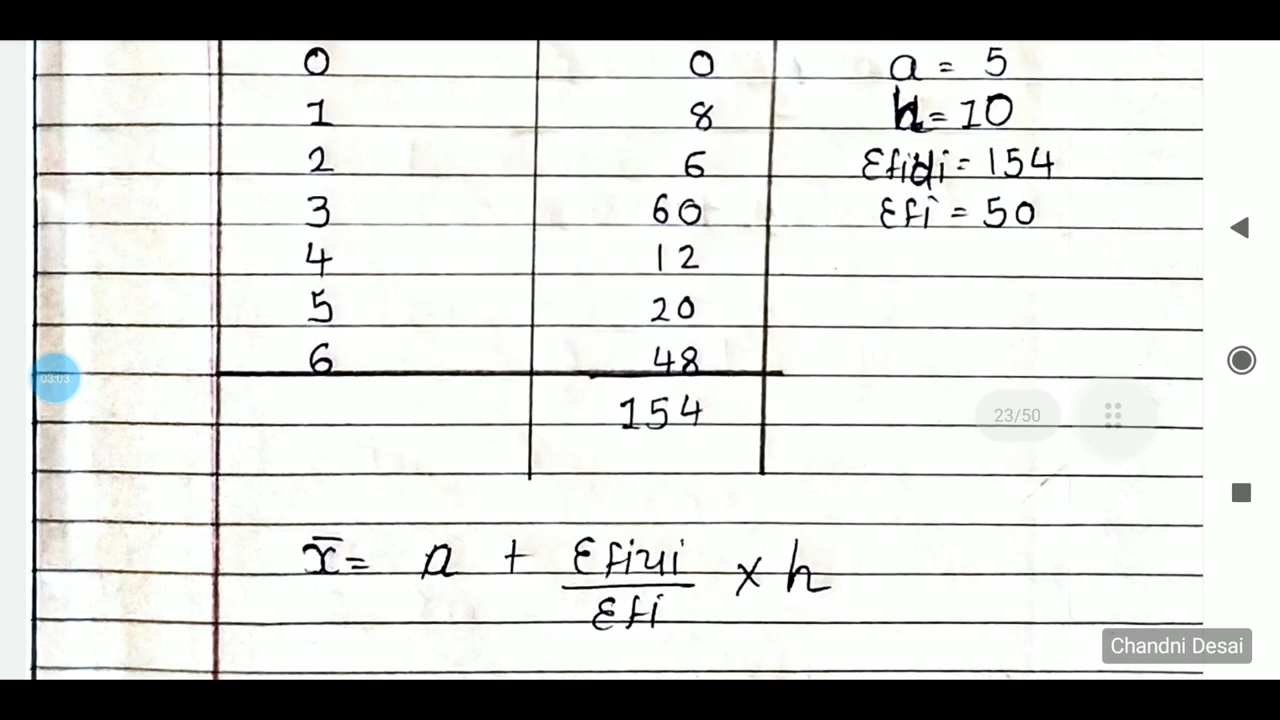 0 0 a = 5
1 8 h = 10
2 6 Σfiui = 154
3 60 Σfi = 50
4 12
5 20
03:03 6 48
154 23/50
x̄ = a + Σfiui / Σfi × h
Chandni Desai